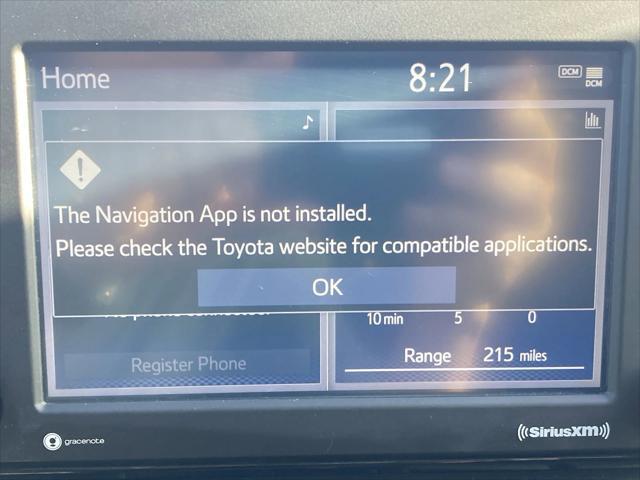 Home 8:21 DCM DCM
The Navigation App is not installed.
Please check the Toyota website for compatible applications.
OK
10 min 5 0
Register Phone
Range 215 miles
gracenote
((SiriusXM))